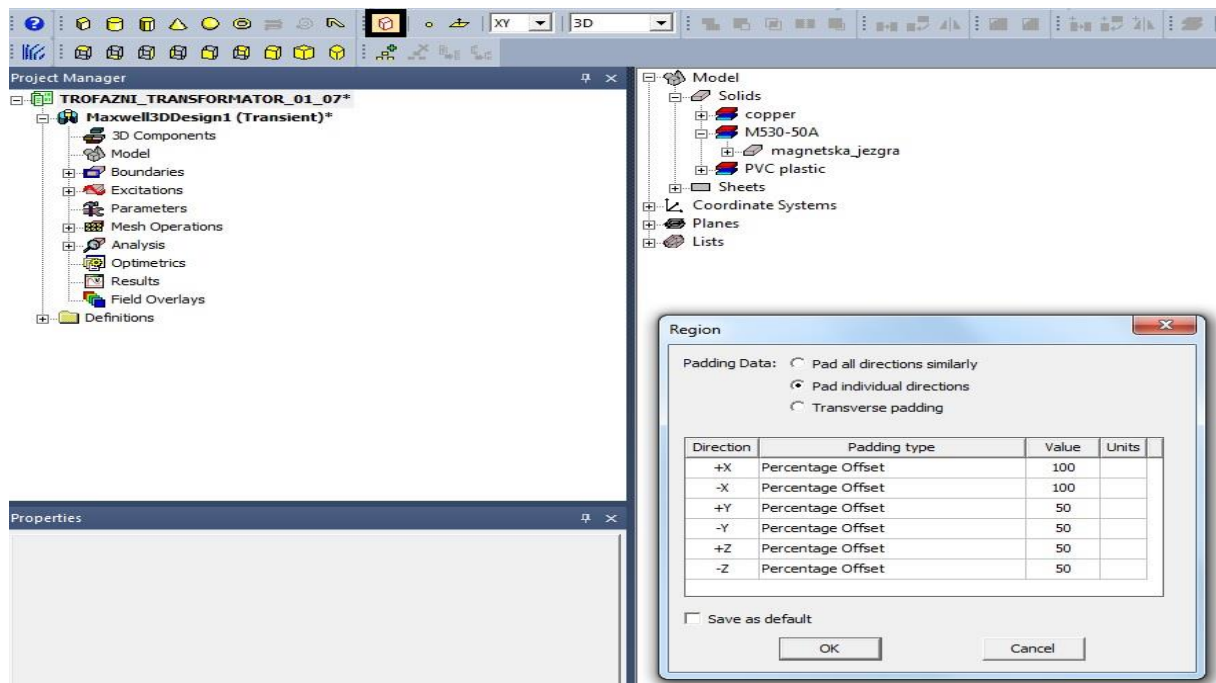 XY
3D
Project Manager
TROFAZNI_TRANSFORMATOR_01_07*
Maxwell3DDesign1 (Transient)*
3D Components
Model
Boundaries
Excitations
Parameters
Mesh Operations
Analysis
Optimetrics
Results
Field Overlays
Definitions
Properties
Model
Solids
copper
M530-50A
magnetska_jezgra
PVC plastic
Sheets
Coordinate Systems
Planes
Lists
Region
Padding Data: Pad all directions similarly
Pad individual directions
Transverse padding
Direction Padding type Value Units
+X Percentage Offset 100
-X Percentage Offset 100
+Y Percentage Offset 50
-Y Percentage Offset 50
+Z Percentage Offset 50
-Z Percentage Offset 50
Save as default
OK Cancel